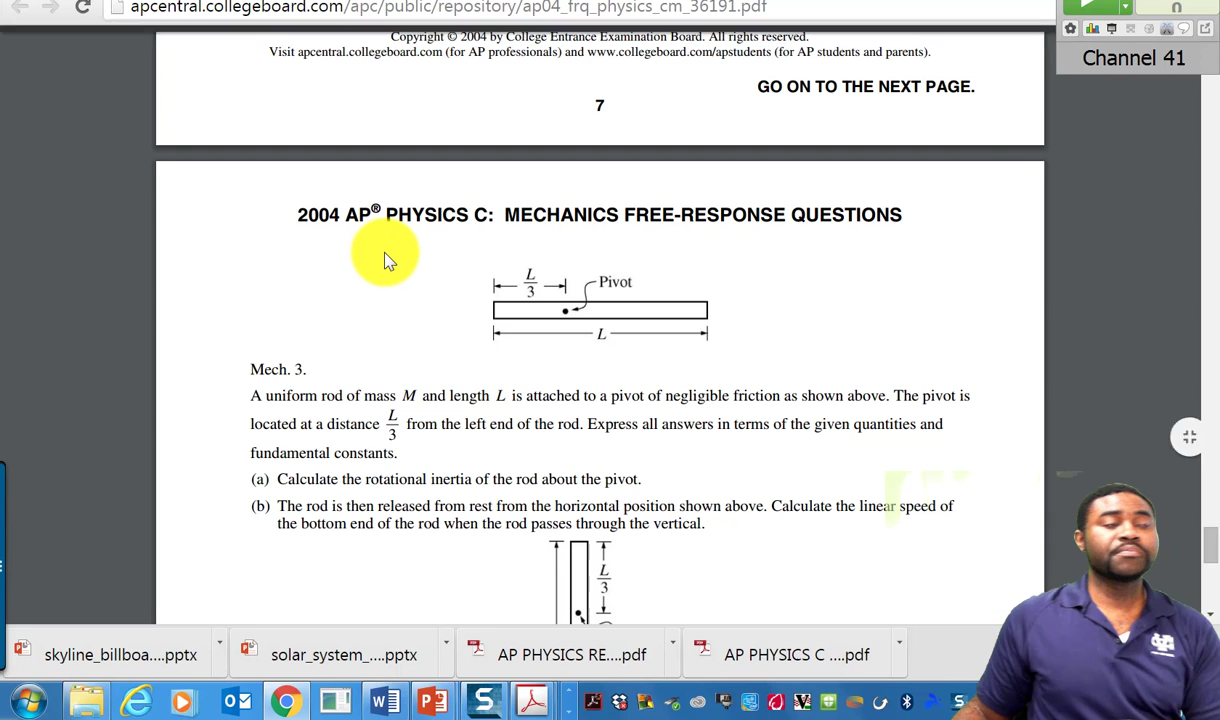 apcentral.collegeboard.com/apc/public/repository/ap04_frq_physics_cm_36191.pdf
0
Channel 41
Copyright © 2004 by College Entrance Examination Board. All rights reserved.
Visit apcentral.collegeboard.com (for AP professionals) and www.collegeboard.com/apstudents (for AP students and parents).
GO ON TO THE NEXT PAGE.
7
2004 AP® PHYSICS C: MECHANICS FREE-RESPONSE QUESTIONS
L/3
Pivot
L
Mech. 3.
A uniform rod of mass M and length L is attached to a pivot of negligible friction as shown above. The pivot is
located at a distance L/3 from the left end of the rod. Express all answers in terms of the given quantities and
fundamental constants.
(a) Calculate the rotational inertia of the rod about the pivot.
(b) The rod is then released from rest from the horizontal position shown above. Calculate the linear speed of
the bottom end of the rod when the rod passes through the vertical.
L/3
skyline_billboa....pptx
solar_system_....pptx
AP PHYSICS RE....pdf
AP PHYSICS C ....pdf